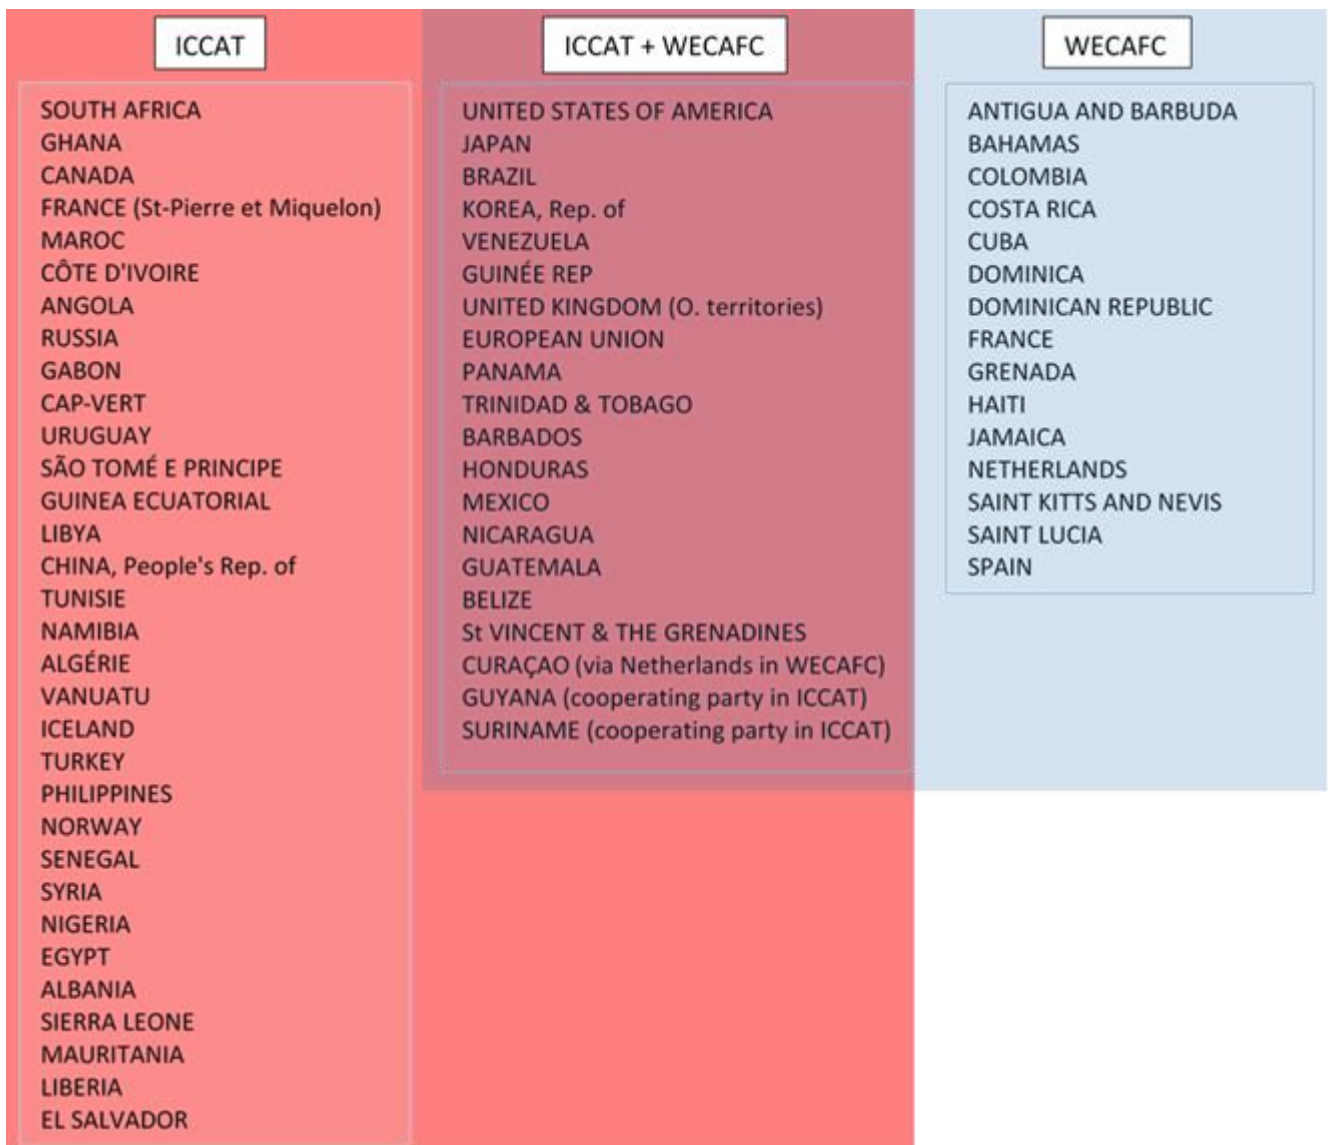 ICCAT
SOUTH AFRICA
GHANA
CANADA
FRANCE (St-Pierre et Miquelon)
MAROC
CÔTE D'IVOIRE
ANGOLA
RUSSIA
GABON
CAP-VERT
URUGUAY
SÃO TOMÉ E PRINCIPE
GUINEA ECUATORIAL
LIBYA
CHINA, People's Rep. of
TUNISIE
NAMIBIA
ALGÉRIE
VANUATU
ICELAND
TURKEY
PHILIPPINES
NORWAY
SENEGAL
SYRIA
NIGERIA
EGYPT
ALBANIA
SIERRA LEONE
MAURITANIA
LIBERIA
EL SALVADOR
ICCAT + WECAFC
UNITED STATES OF AMERICA
JAPAN
BRAZIL
KOREA, Rep. of
VENEZUELA
GUINÉE REP
UNITED KINGDOM (O. territories)
EUROPEAN UNION
PANAMA
TRINIDAD & TOBAGO
BARBADOS
HONDURAS
MEXICO
NICARAGUA
GUATEMALA
BELIZE
St VINCENT & THE GRENADINES
CURAÇAO (via Netherlands in WECAFC)
GUYANA (cooperating party in ICCAT)
SURINAME (cooperating party in ICCAT)
WECAFC
ANTIGUA AND BARBUDA
BAHAMAS
COLOMBIA
COSTA RICA
CUBA
DOMINICA
DOMINICAN REPUBLIC
FRANCE
GRENADA
HAITI
JAMAICA
NETHERLANDS
SAINT KITTS AND NEVIS
SAINT LUCIA
SPAIN